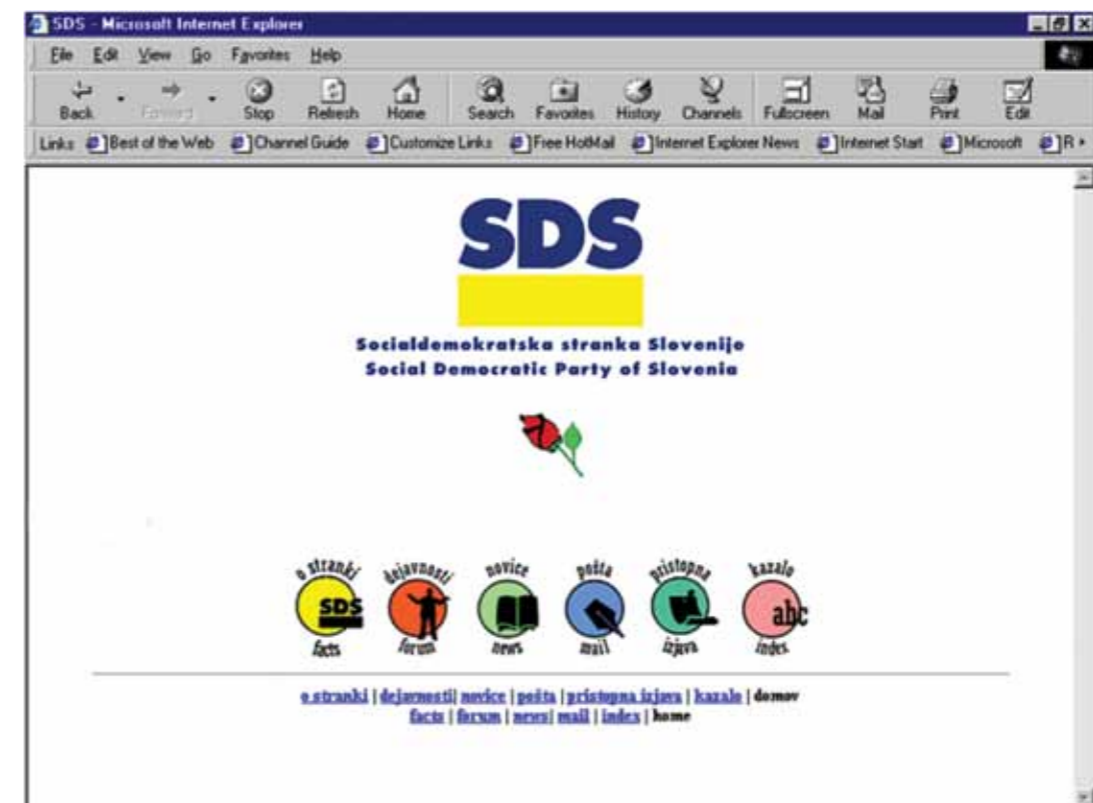 SDS - Microsoft Internet Explorer
File Edit View Go Favorites Help
Back Forward Stop Refresh Home Search Favorites History Channels Fullscreen Mail Print Edit
Links Best of the Web Channel Guide Customize Links Free HotMail Internet Explorer News Internet Start Microsoft R
SDS
Socialdemokratska stranka Slovenije
Social Democratic Party of Slovenia
o stranki dejavnosti novice pošta pristopna kazalo
SDS abc
facts forum news mail izjava index
o stranki | dejavnosti| novice | pošta | pristopna izjava | kazalo | domov
facts | forum | news| mail | index | home